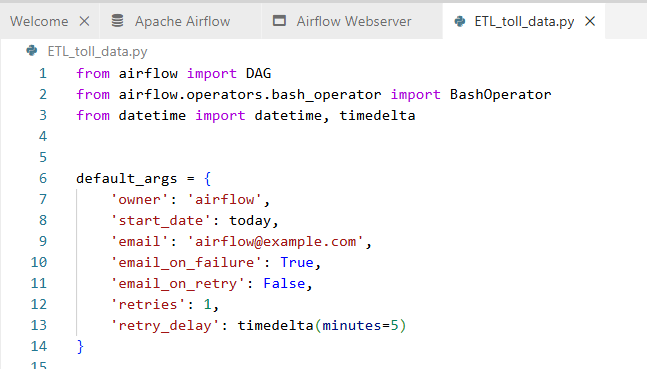 Welcome Apache Airflow Airflow Webserver ETL_toll_data.py
ETL_toll_data.py
1 from airflow import DAG
2 from airflow.operators.bash_operator import BashOperator
3 from datetime import datetime, timedelta
4
5
6 default_args = {
7     'owner': 'airflow',
8     'start_date': today,
9     'email': 'airflow@example.com',
10     'email_on_failure': True,
11     'email_on_retry': False,
12     'retries': 1,
13     'retry_delay': timedelta(minutes=5)
14 }
15